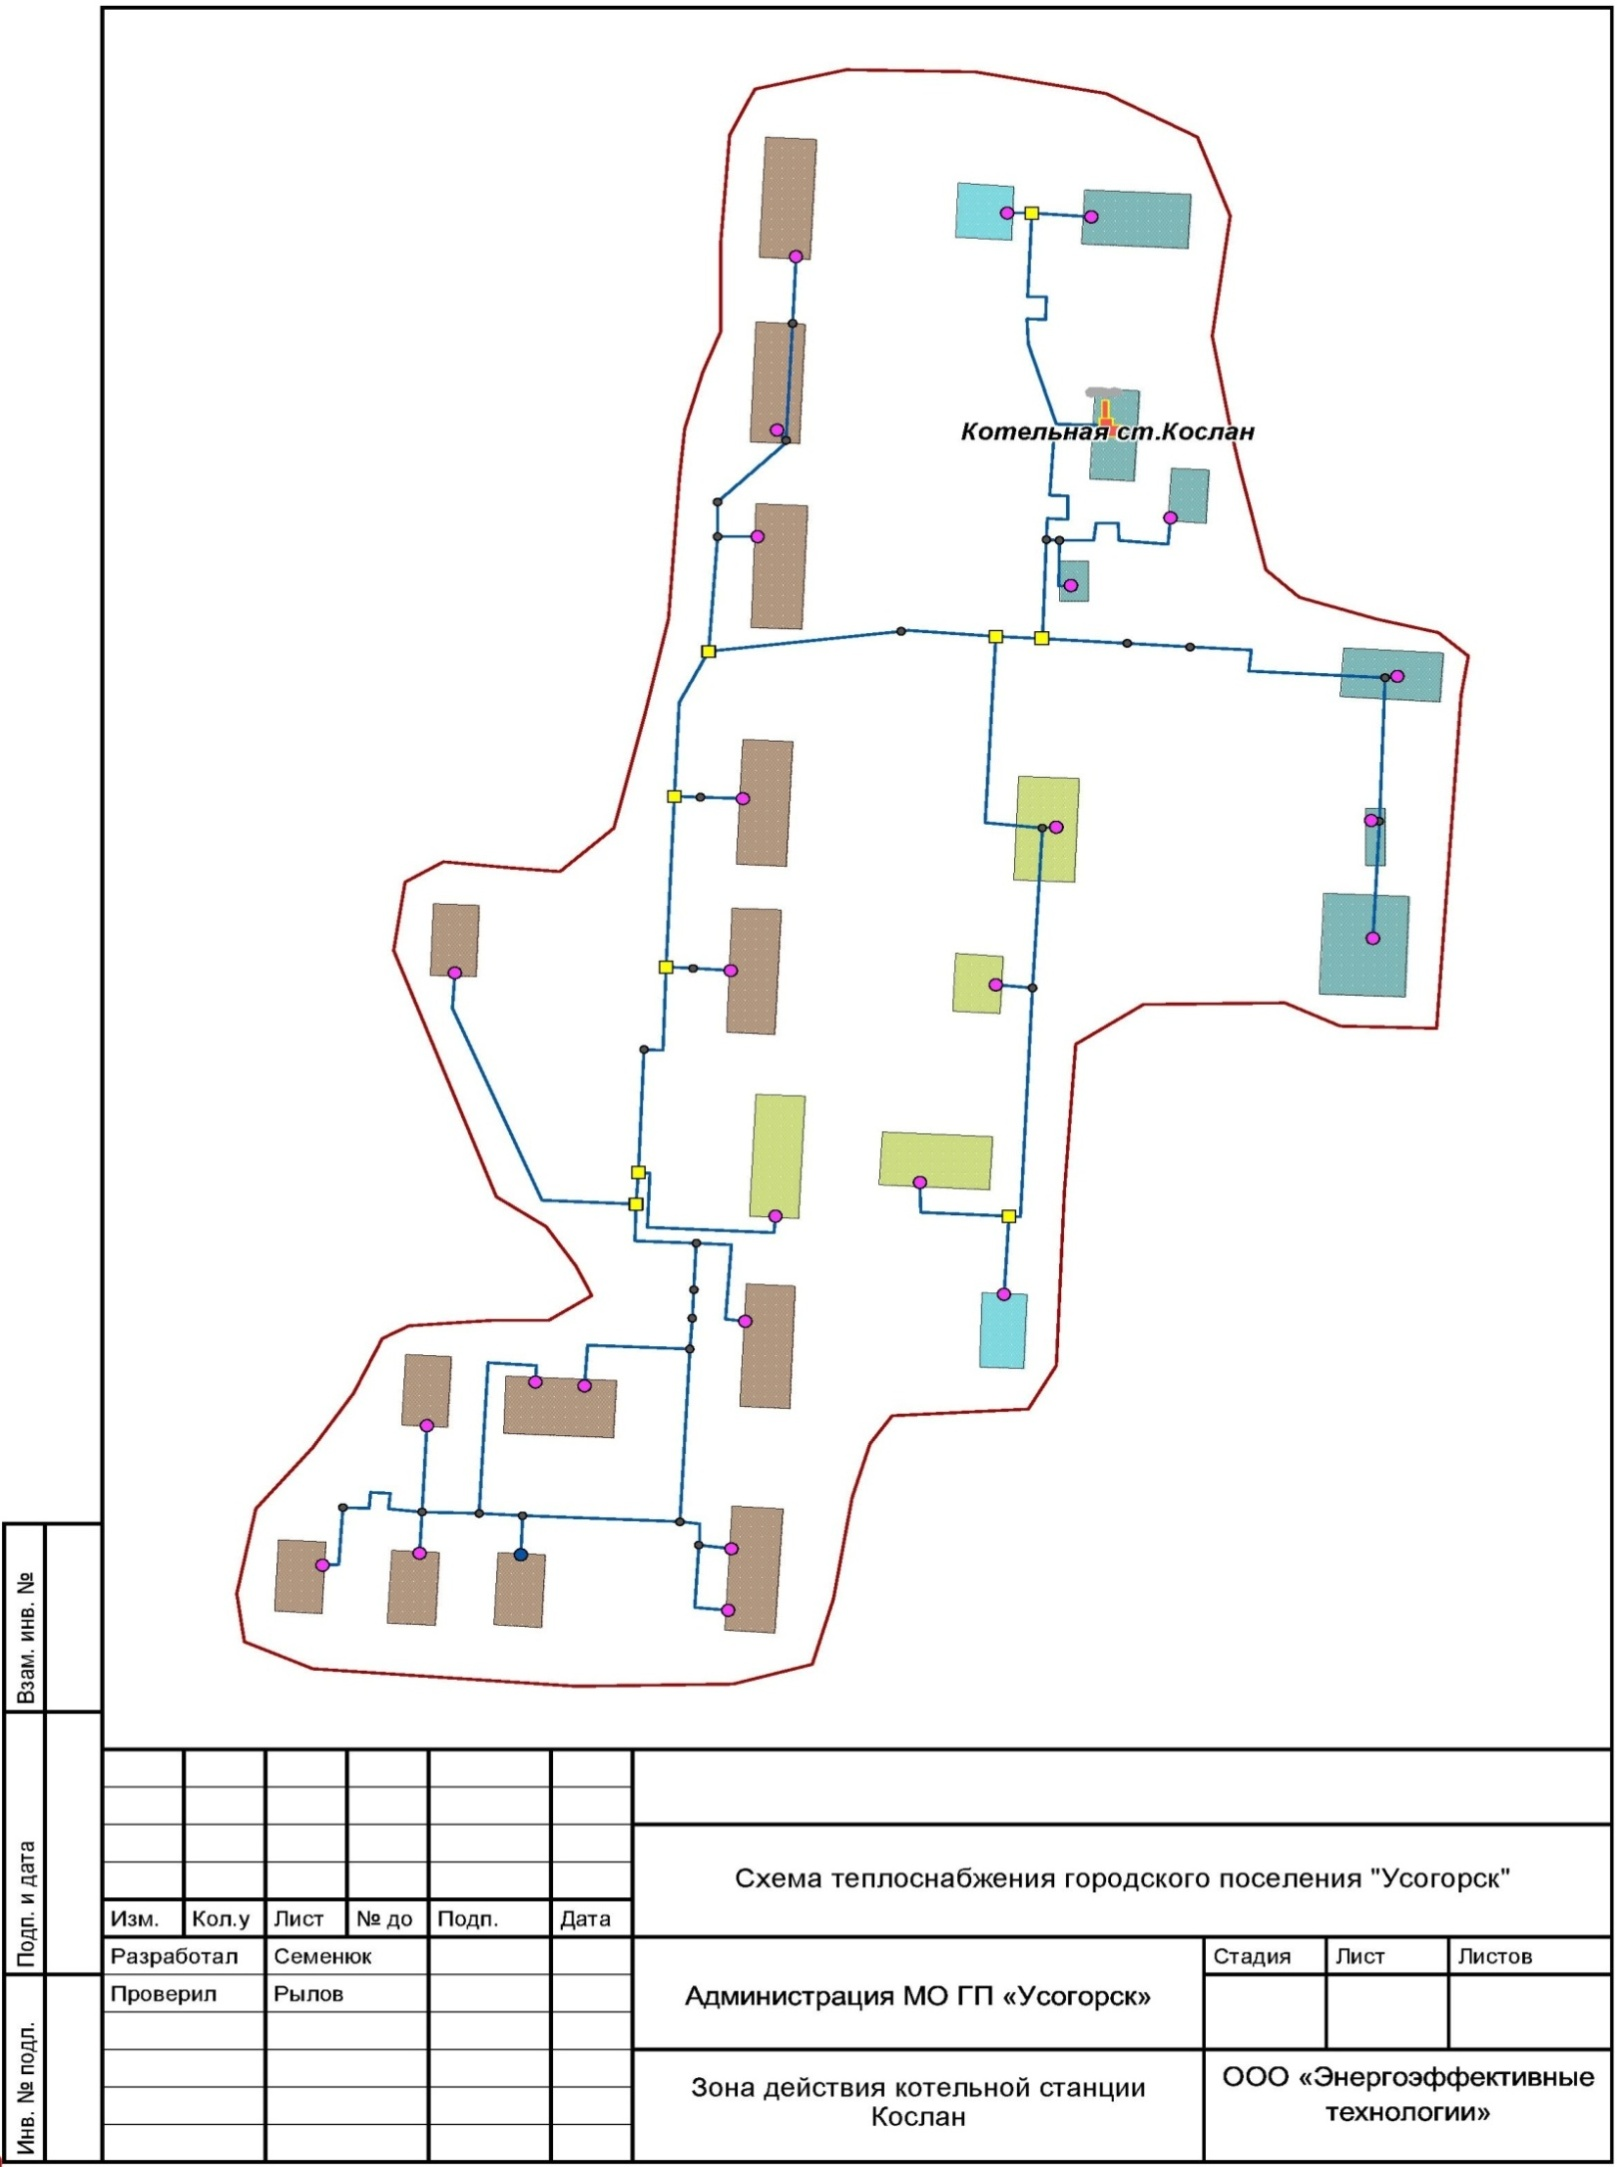 Котельная ст.Кослан
Взам. инв. №
Подп. и дата
Инв. № подл.
Схема теплоснабжения городского поселения "Усогорск"
Изм. Кол.у Лист № до Подп. Дата
Разработал Семенюк
Проверил Рылов
Администрация МО ГП «Усогорск»
Стадия Лист Листов
Зона действия котельной станции
Кослан
ООО «Энергоэффективные
технологии»